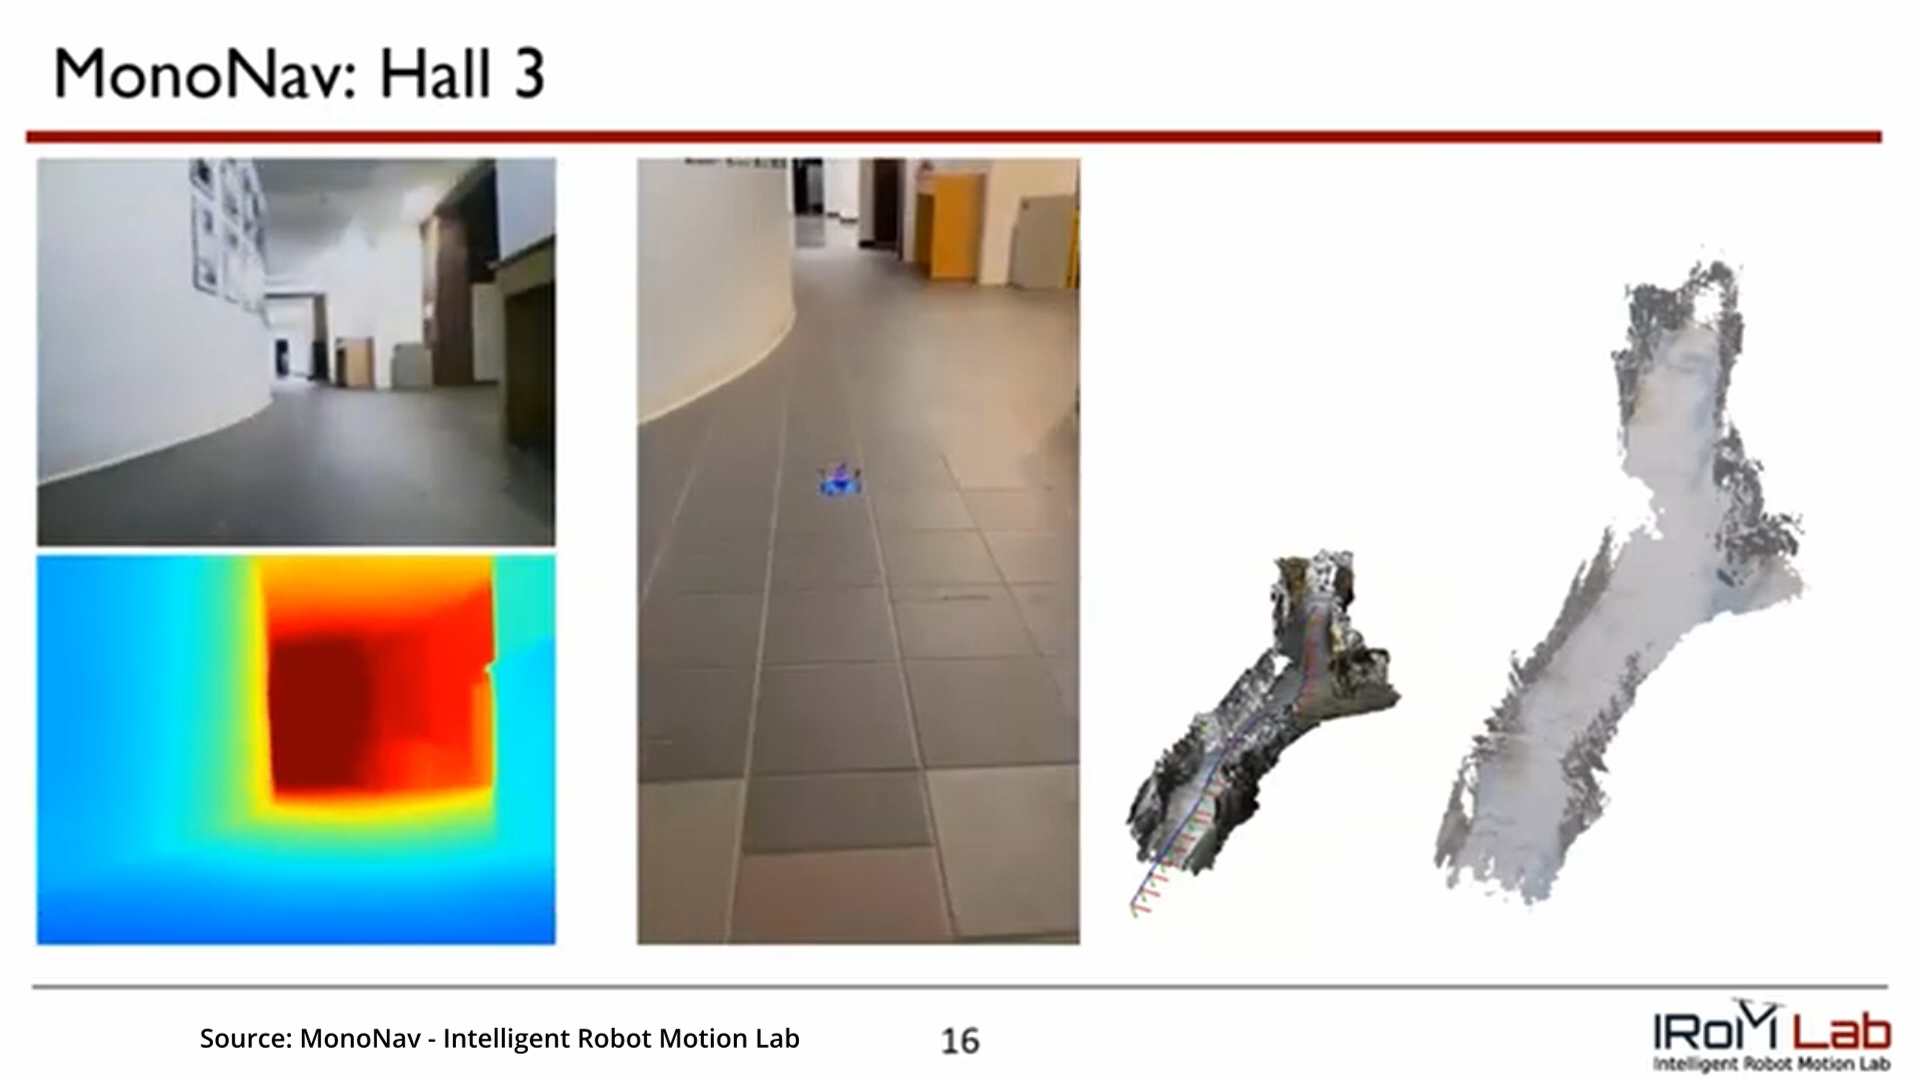 MonoNav: Hall 3
Source: MonoNav - Intelligent Robot Motion Lab
16
IRoM Lab
Intelligent Robot Motion Lab